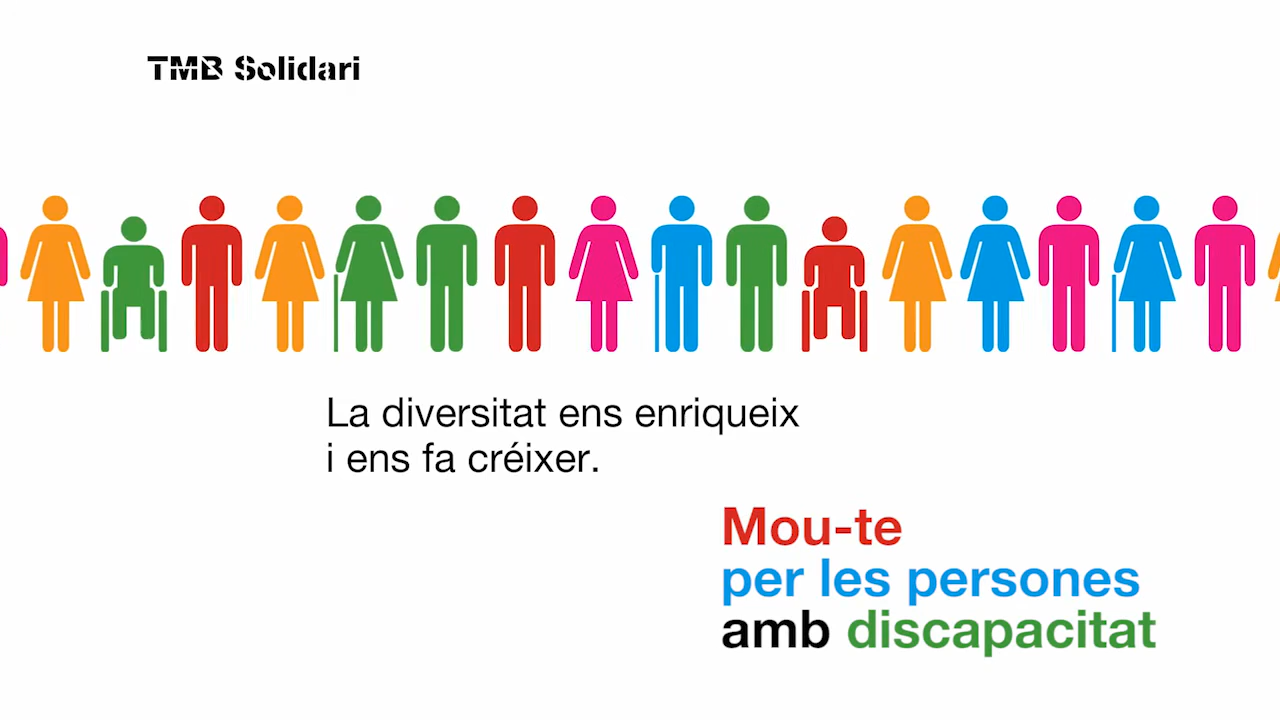 TMB Solidari
La diversitat ens enriqueix
i ens fa créixer.
Mou-te
per les persones
amb discapacitat